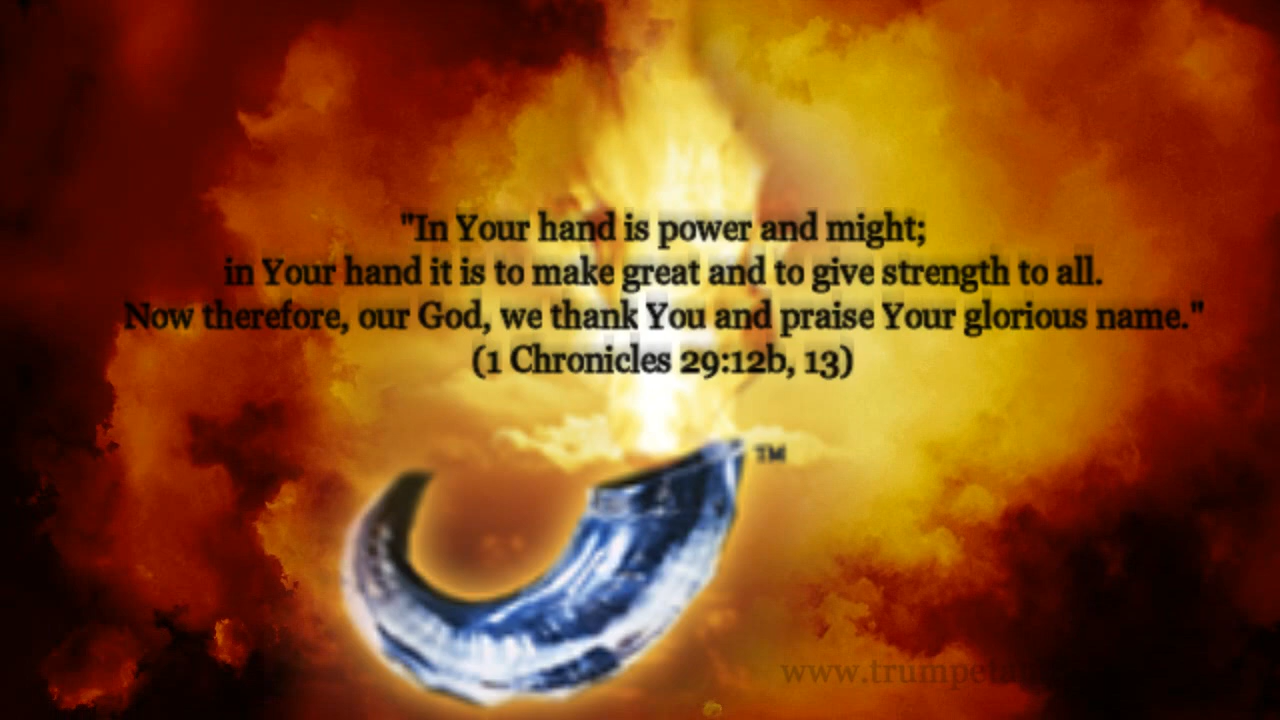 "In Your hand is power and might;
in Your hand it is to make great and to give strength to all.
Now therefore, our God, we thank You and praise Your glorious name."
(1 Chronicles 29:12b, 13)
TM